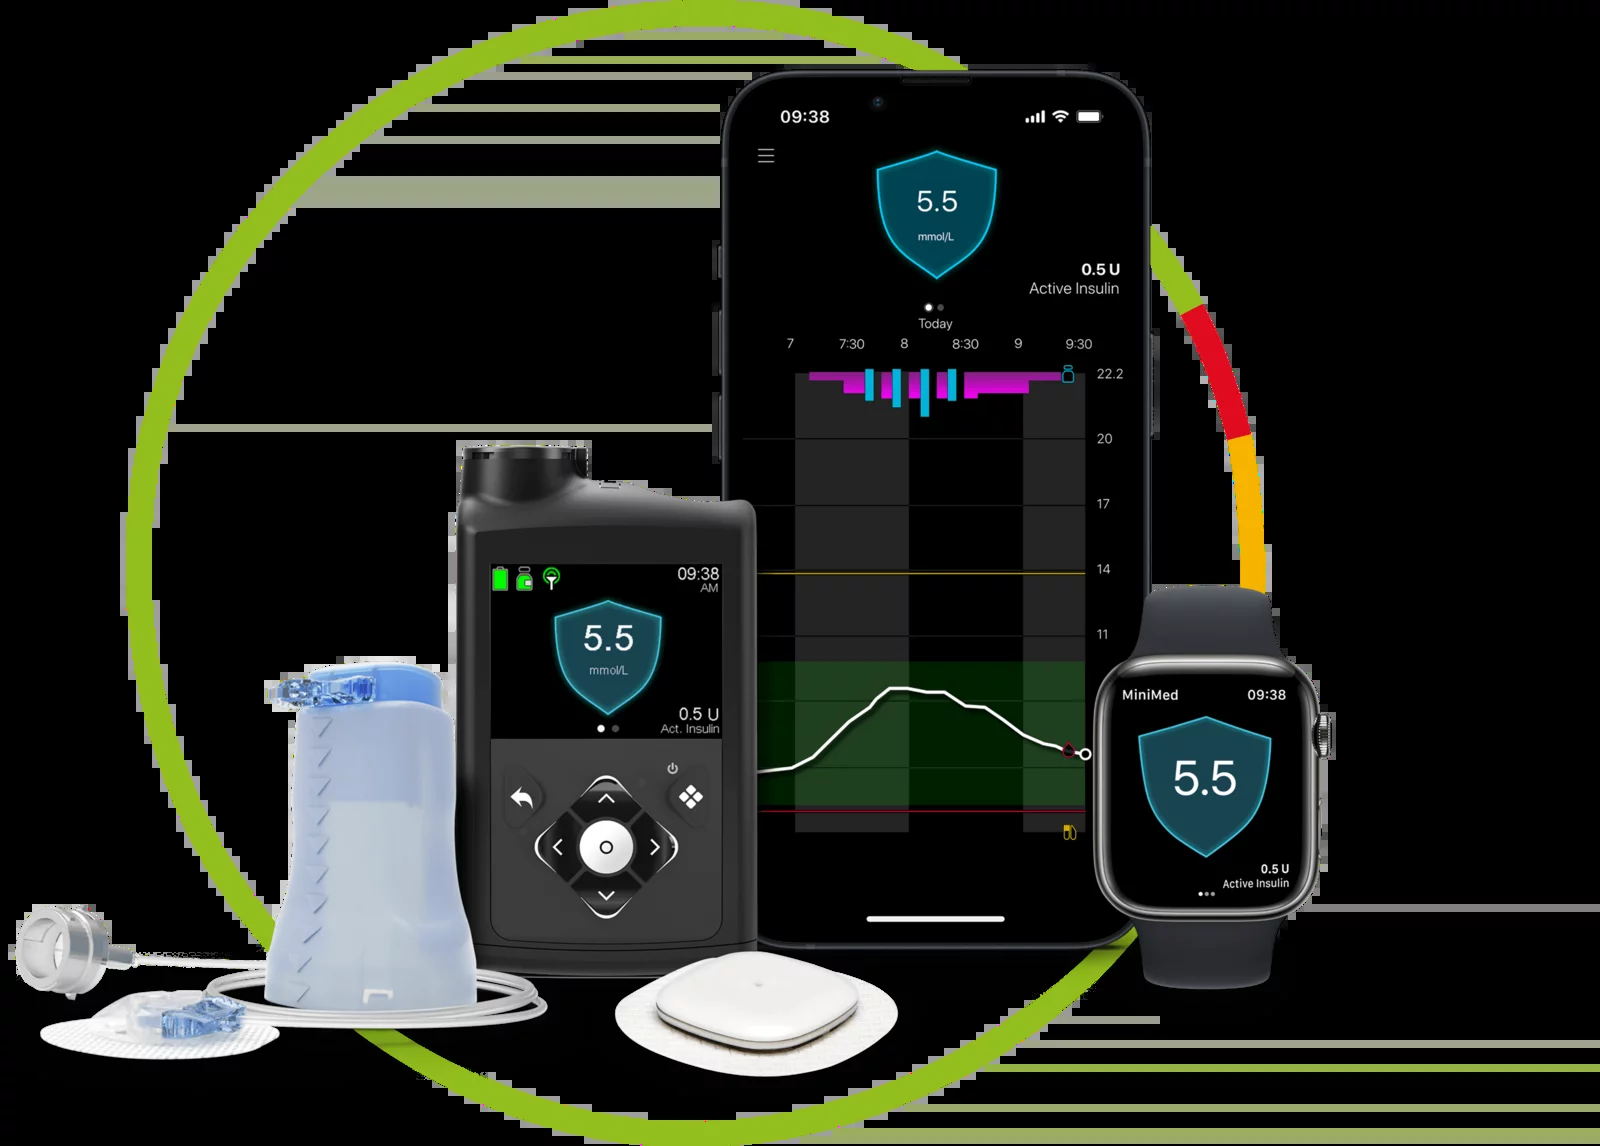 09:38
5.5
mmol/L
0.5 U
Active Insulin
Today
7 7:30 8 8:30 9 9:30
22.2
20
17
14
11
09:38
AM
5.5
mmol/L
0.5 U
Act. Insulin
MiniMed 09:38
5.5
0.5 U
Active Insulin